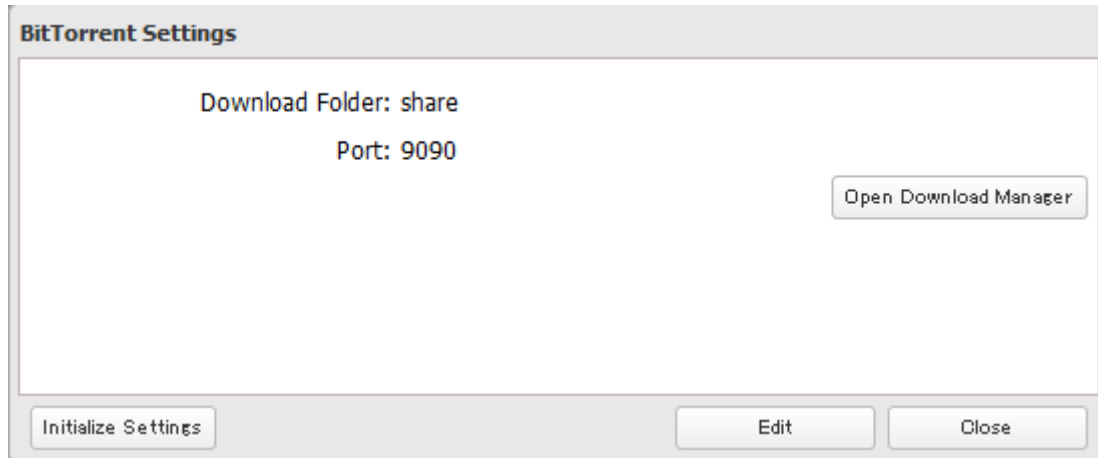 BitTorrent Settings
Download Folder: share
Port: 9090
Open Download Manager
Initialize Settings
Edit
Close